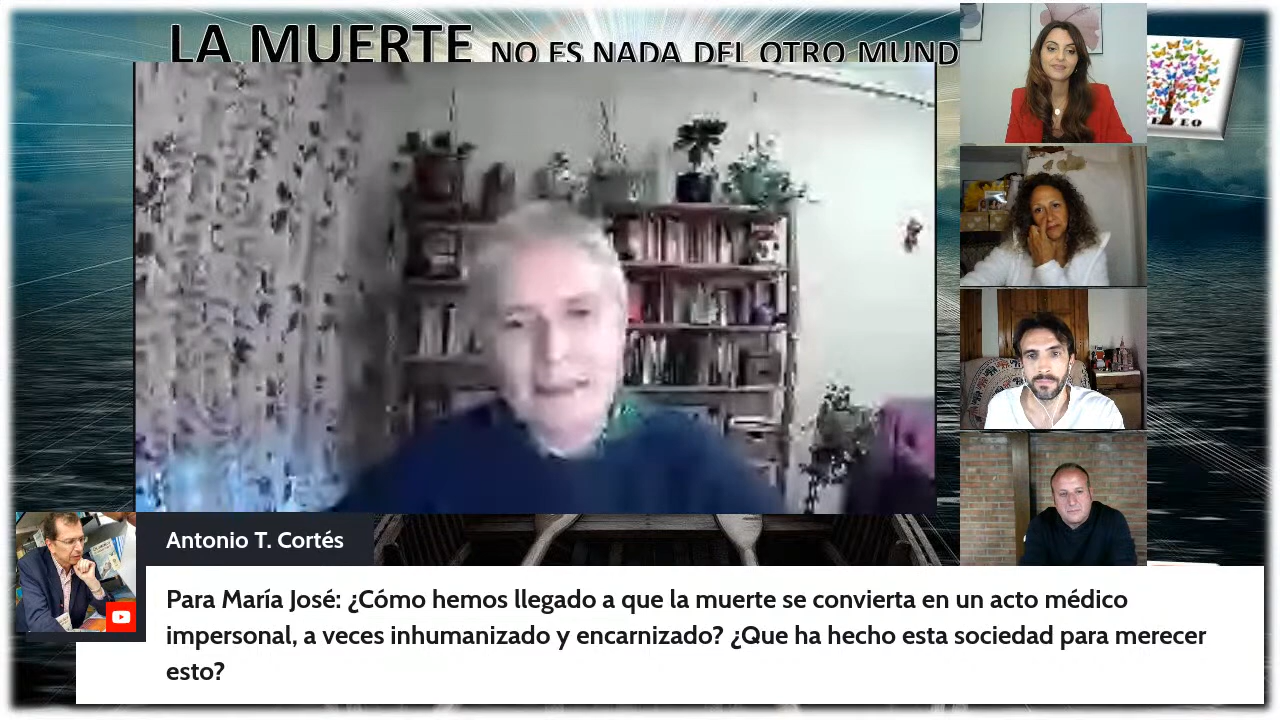 LA MUERTE NO ES NADA DEL OTRO MUND
Antonio T. Cortés
Para María José: ¿Cómo hemos llegado a que la muerte se convierta en un acto médico
impersonal, a veces inhumanizado y encarnizado? ¿Que ha hecho esta sociedad para merecer
esto?